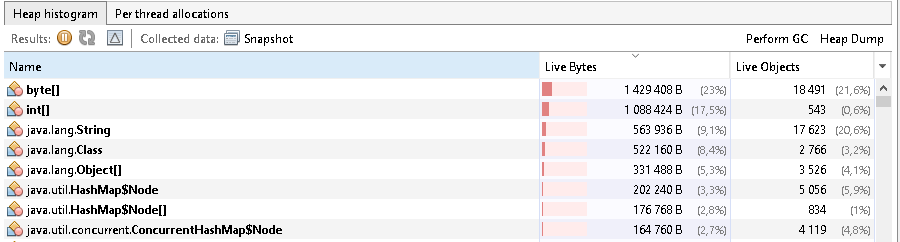 Heap histogram Per thread allocations
Results: Collected data: Snapshot Perform GC Heap Dump
Name Live Bytes Live Objects
byte[] 1 429 408 B (23%) 18 491 (21,6%)
int[] 1 088 424 B (17,5%) 543 (0,6%)
java.lang.String 563 936 B (9,1%) 17 623 (20,6%)
java.lang.Class 522 160 B (8,4%) 2 766 (3,2%)
java.lang.Object[] 331 488 B (5,3%) 3 526 (4,1%)
java.util.HashMap$Node 202 240 B (3,3%) 5 056 (5,9%)
java.util.HashMap$Node[] 176 768 B (2,8%) 834 (1%)
java.util.concurrent.ConcurrentHashMap$Node 164 760 B (2,7%) 4 119 (4,8%)